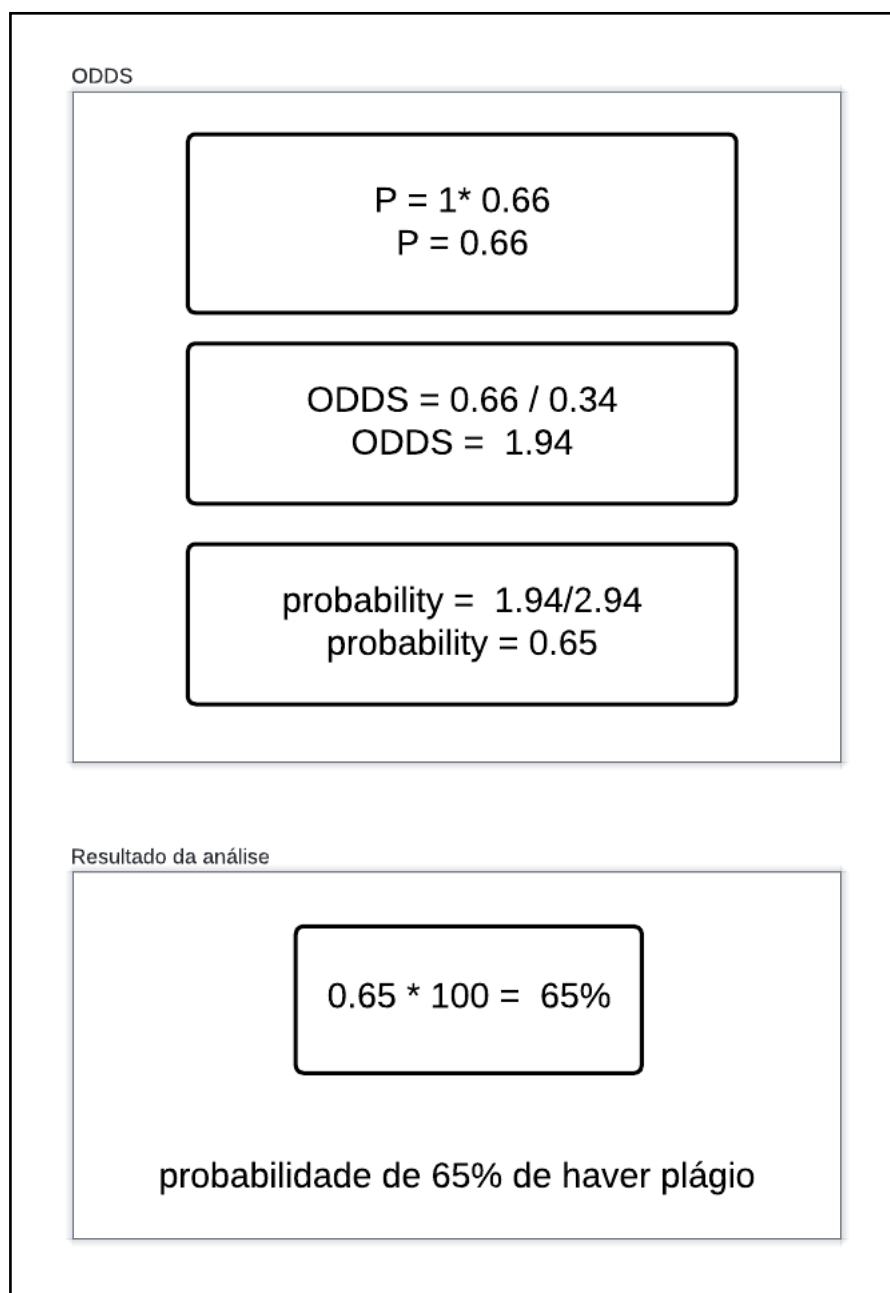 ODDS
P = 1* 0.66
P = 0.66
ODDS = 0.66 / 0.34
ODDS =  1.94
probability =  1.94/2.94
probability = 0.65
Resultado da análise
0.65 * 100 =  65%
probabilidade de 65% de haver plágio